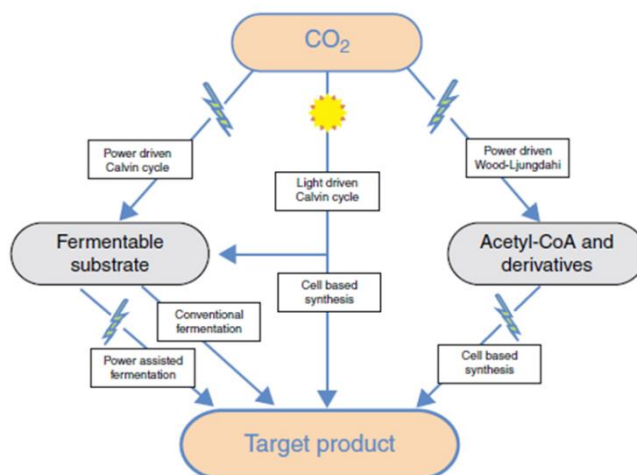 CO2
Power driven
Calvin cycle
Light driven
Calvin cycle
Power driven
Wood-Ljungdahi
Fermentable
substrate
Acetyl-CoA and
derivatives
Cell based
synthesis
Conventional
fermentation
Power assisted
fermentation
Cell based
synthesis
Target product